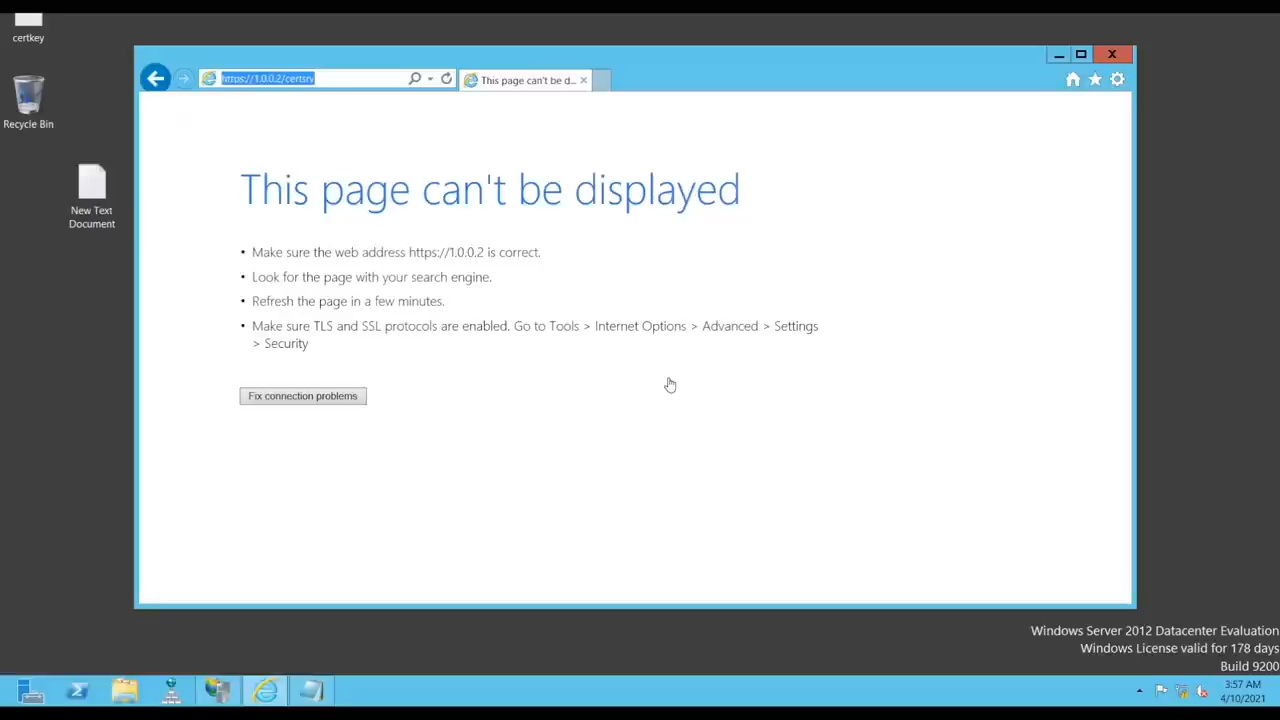 certkey
Recycle Bin
New Text
Document
https://1.0.0.2/certsrv
This page can't be d...
This page can't be displayed
• Make sure the web address https://1.0.0.2 is correct.
• Look for the page with your search engine.
• Refresh the page in a few minutes.
• Make sure TLS and SSL protocols are enabled. Go to Tools > Internet Options > Advanced > Settings
> Security
Fix connection problems
Windows Server 2012 Datacenter Evaluation
Windows License valid for 178 days
Build 9200
3:57 AM
4/10/2021